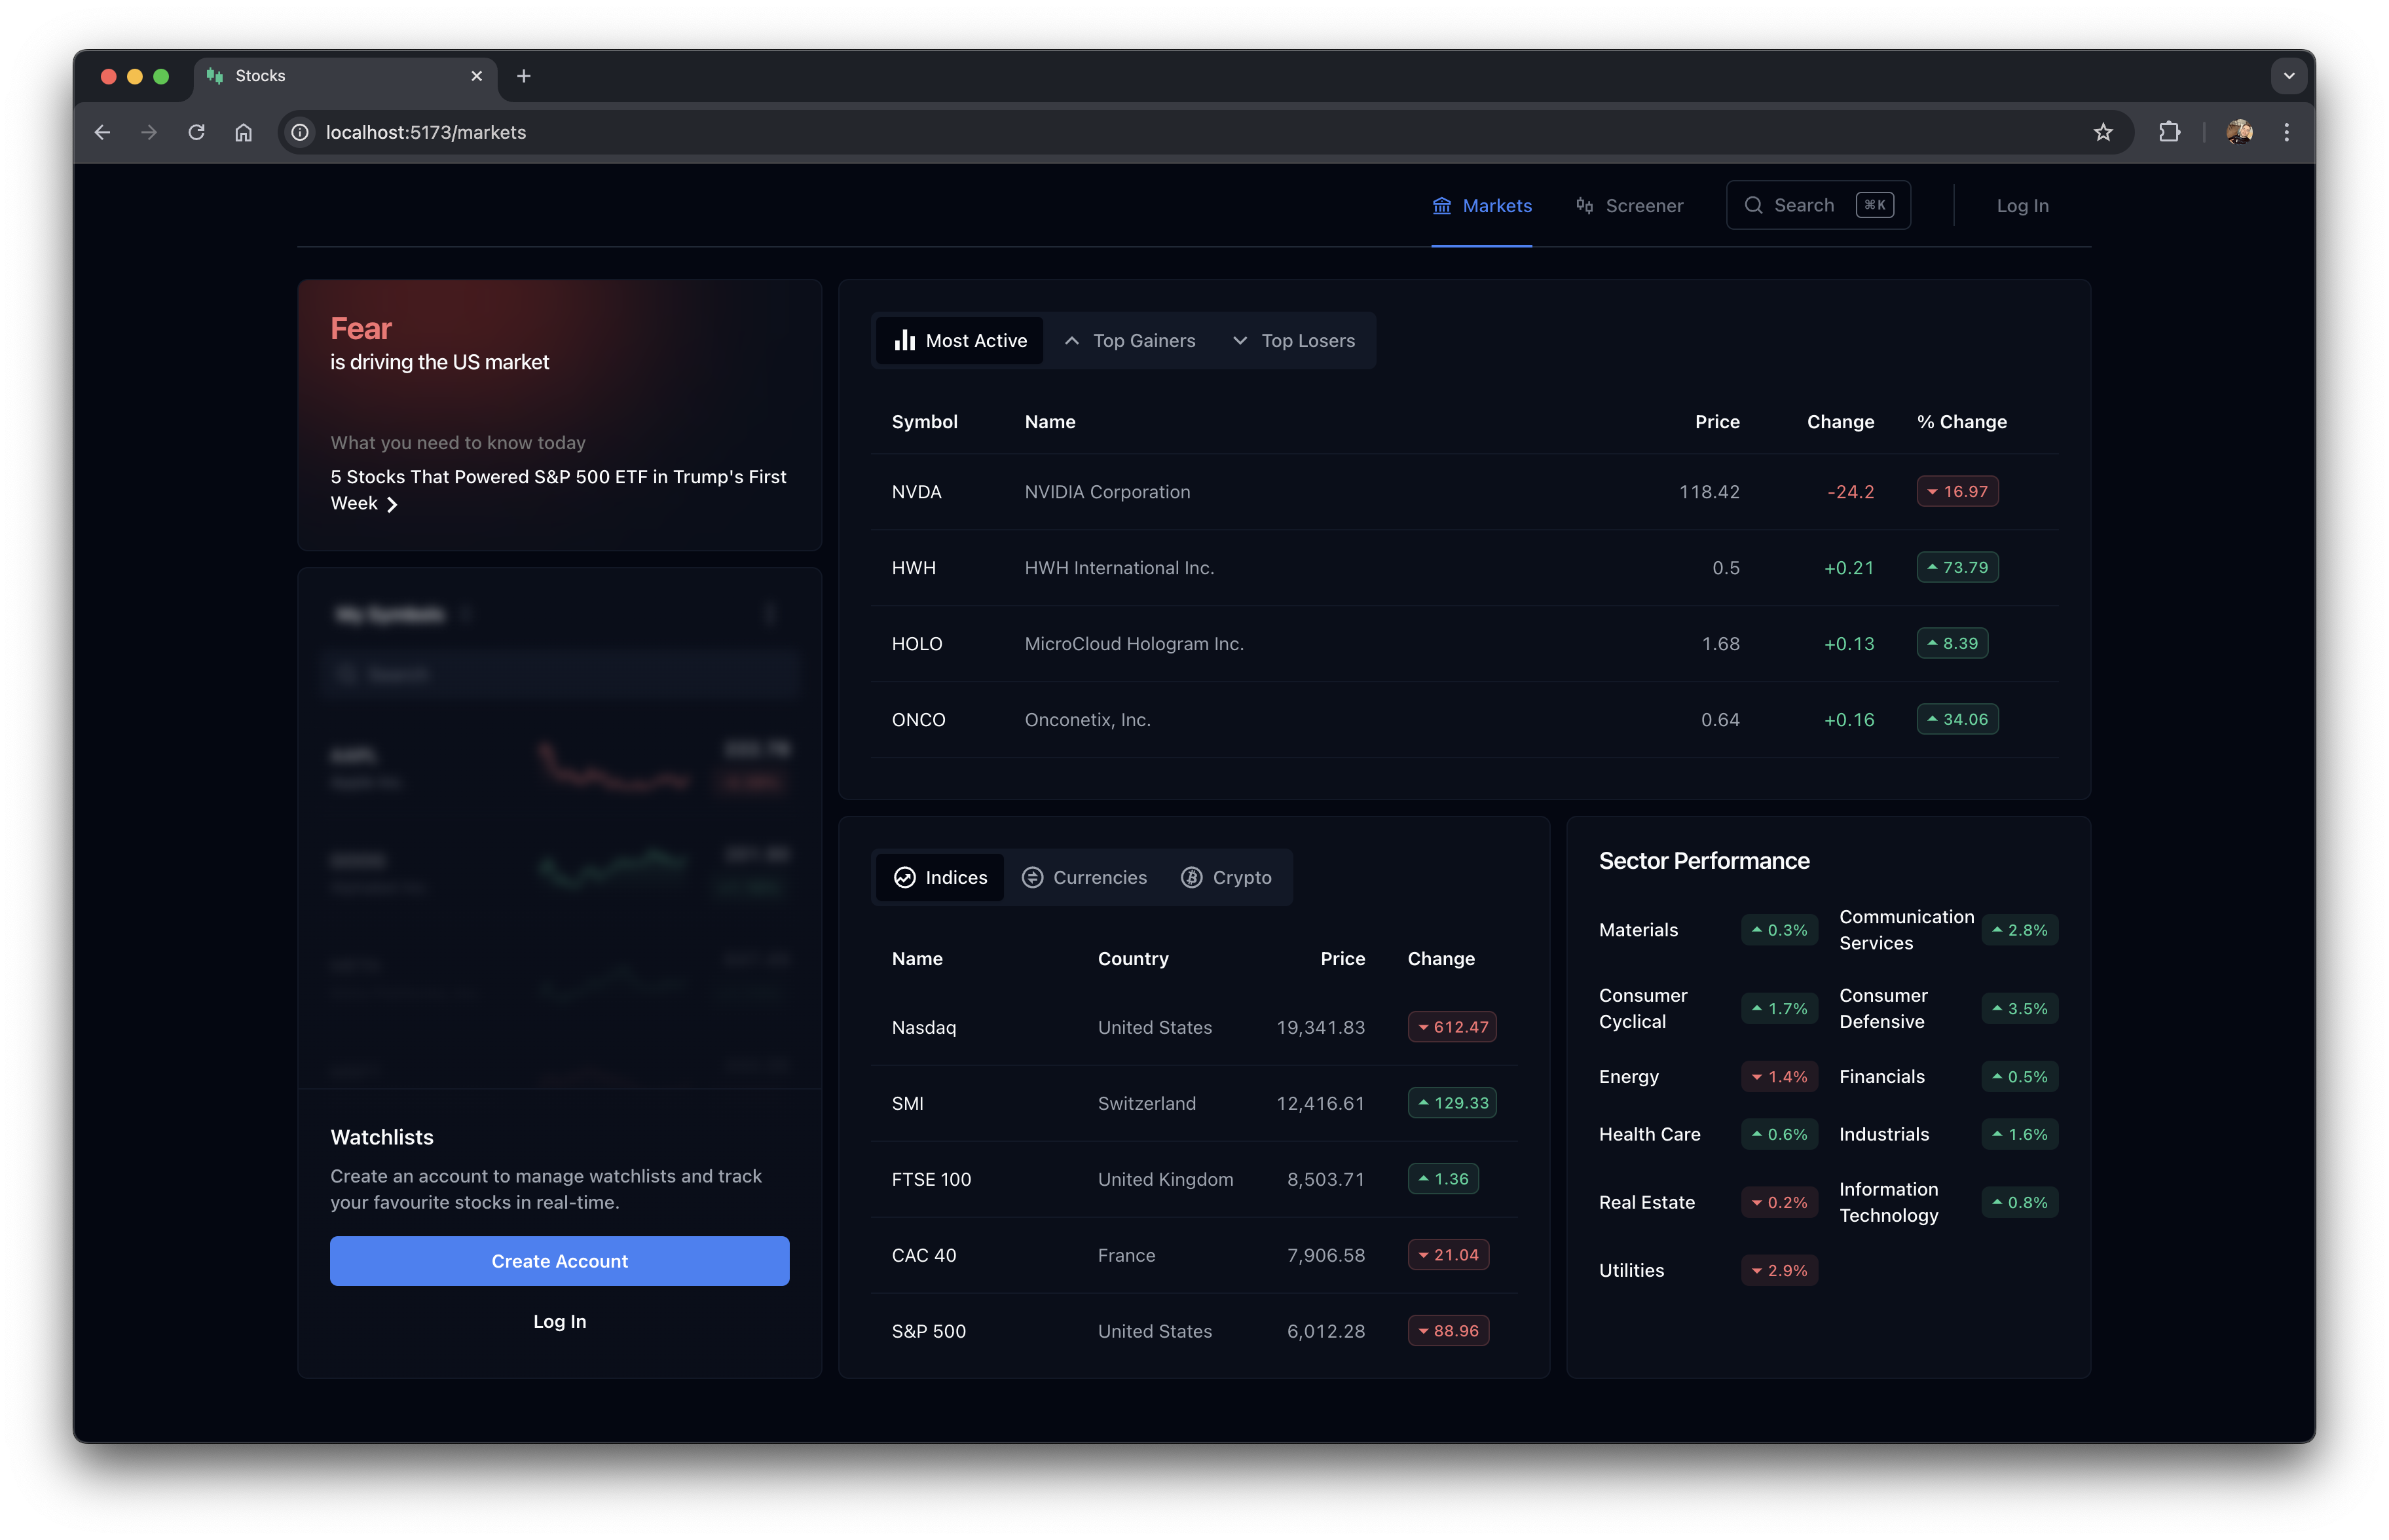 Stocks
localhost:5173/markets
Markets
Screener
Search ⌘K
Log In
Fear
is driving the US market
What you need to know today
5 Stocks That Powered S&P 500 ETF in Trump's First
Week
My Symbols
Search
Watchlists
Create an account to manage watchlists and track
your favourite stocks in real-time.
Create Account
Log In
Most Active
Top Gainers
Top Losers
Symbol Name Price Change % Change
NVDA NVIDIA Corporation 118.42 -24.2 16.97
HWH HWH International Inc. 0.5 +0.21 73.79
HOLO MicroCloud Hologram Inc. 1.68 +0.13 8.39
ONCO Onconetix, Inc. 0.64 +0.16 34.06
Indices
Currencies
Crypto
Name Country Price Change
Nasdaq United States 19,341.83 612.47
SMI Switzerland 12,416.61 129.33
FTSE 100 United Kingdom 8,503.71 1.36
CAC 40 France 7,906.58 21.04
S&P 500 United States 6,012.28 88.96
Sector Performance
Materials 0.3%
Communication
Services 2.8%
Consumer
Cyclical 1.7%
Consumer
Defensive 3.5%
Energy 1.4%
Financials 0.5%
Health Care 0.6%
Industrials 1.6%
Real Estate 0.2%
Information
Technology 0.8%
Utilities 2.9%